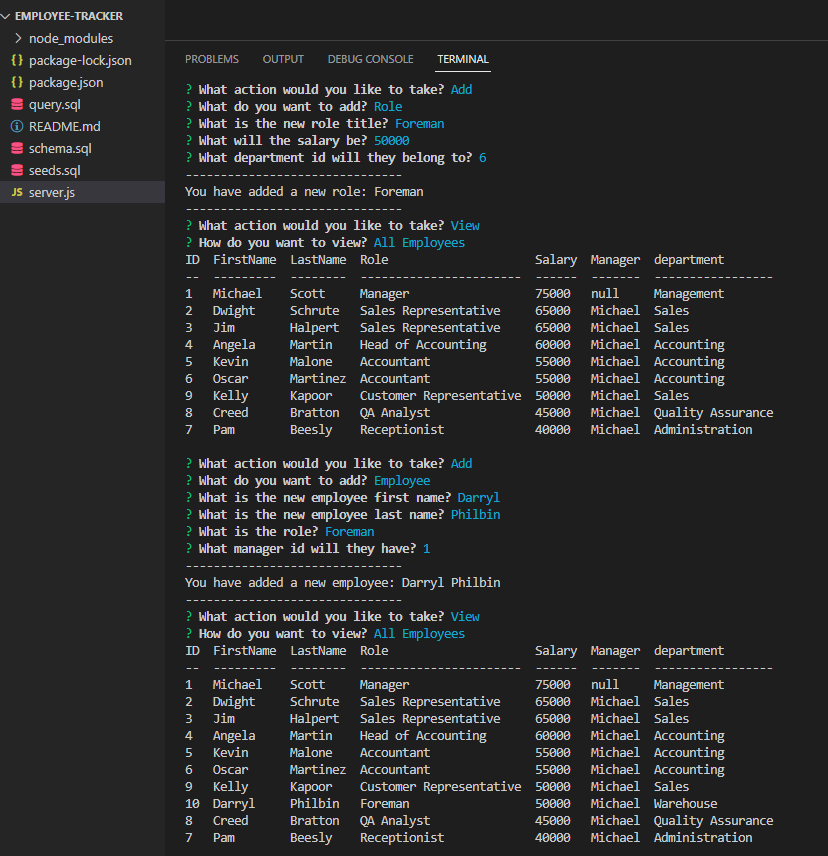 EMPLOYEE-TRACKER
node_modules
{} package-lock.json
{} package.json
query.sql
README.md
schema.sql
seeds.sql
JS server.js
PROBLEMS OUTPUT DEBUG CONSOLE TERMINAL
? What action would you like to take? Add
? What do you want to add? Role
? What is the new role title? Foreman
? What will the salary be? 50000
? What department id will they belong to? 6
-------------------------------
You have added a new role: Foreman
-------------------------------
? What action would you like to take? View
? How do you want to view? All Employees
ID  FirstName  LastName  Role                     Salary  Manager  department
--  ---------  --------  -----------------------  ------  -------  -----------------
1   Michael    Scott     Manager                  75000   null     Management
2   Dwight     Schrute   Sales Representative     65000   Michael  Sales
3   Jim        Halpert   Sales Representative     65000   Michael  Sales
4   Angela     Martin    Head of Accounting       60000   Michael  Accounting
5   Kevin      Malone    Accountant               55000   Michael  Accounting
6   Oscar      Martinez  Accountant               55000   Michael  Accounting
9   Kelly      Kapoor    Customer Representative  50000   Michael  Sales
8   Creed      Bratton   QA Analyst               45000   Michael  Quality Assurance
7   Pam        Beesly    Receptionist             40000   Michael  Administration
? What action would you like to take? Add
? What do you want to add? Employee
? What is the new employee first name? Darryl
? What is the new employee last name? Philbin
? What is the role? Foreman
? What manager id will they have? 1
-------------------------------
You have added a new employee: Darryl Philbin
-------------------------------
? What action would you like to take? View
? How do you want to view? All Employees
ID  FirstName  LastName  Role                     Salary  Manager  department
--  ---------  --------  -----------------------  ------  -------  -----------------
1   Michael    Scott     Manager                  75000   null     Management
2   Dwight     Schrute   Sales Representative     65000   Michael  Sales
3   Jim        Halpert   Sales Representative     65000   Michael  Sales
4   Angela     Martin    Head of Accounting       60000   Michael  Accounting
5   Kevin      Malone    Accountant               55000   Michael  Accounting
6   Oscar      Martinez  Accountant               55000   Michael  Accounting
9   Kelly      Kapoor    Customer Representative  50000   Michael  Sales
10  Darryl     Philbin   Foreman                  50000   Michael  Warehouse
8   Creed      Bratton   QA Analyst               45000   Michael  Quality Assurance
7   Pam        Beesly    Receptionist             40000   Michael  Administration